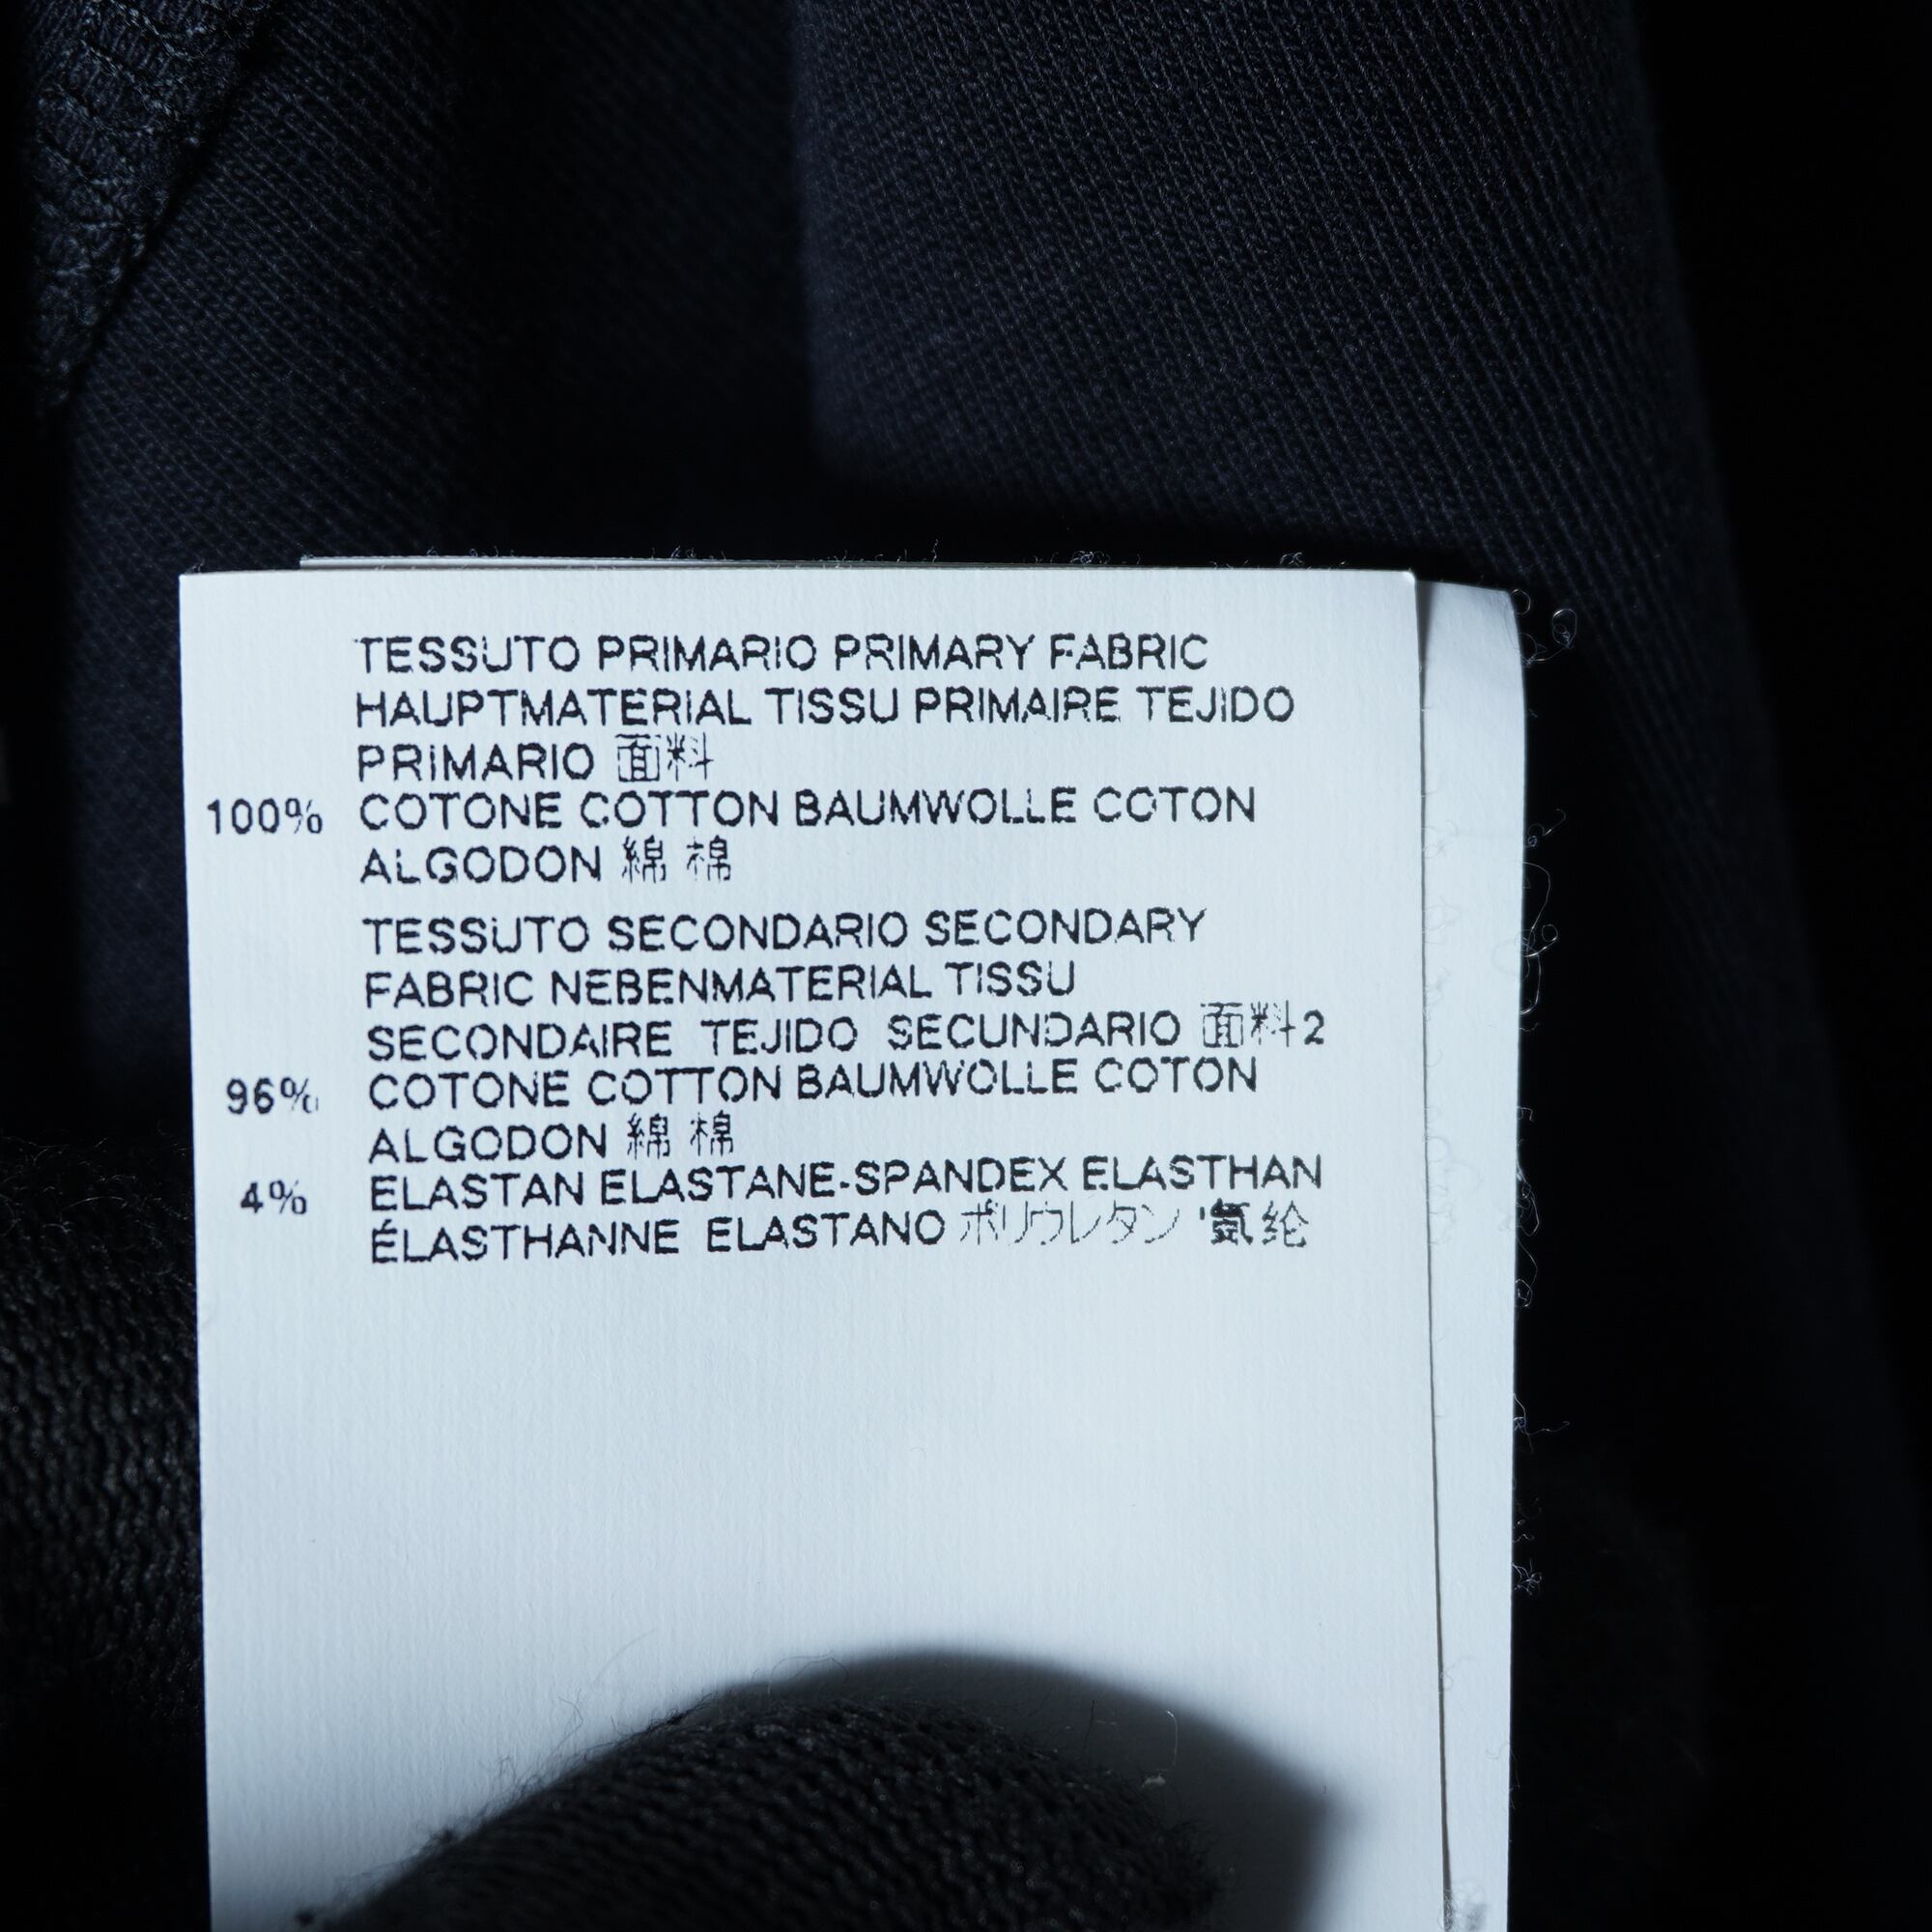 TESSUTO PRIMARIO PRIMARY FABRIC
HAUPTMATERIAL TISSU PRIMAIRE TEJIDO
PRIMARIO 面料
100% COTONE COTTON BAUMWOLLE COTON
ALGODON 綿 棉
TESSUTO SECONDARIO SECONDARY
FABRIC NEBENMATERIAL TISSU
SECONDAIRE TEJIDO SECUNDARIO 面料2
96% COTONE COTTON BAUMWOLLE COTON
ALGODON 綿 棉
4% ELASTAN ELASTANE-SPANDEX ELASTHAN
ÉLASTHANNE ELASTANO ポリウレタン 氨纶